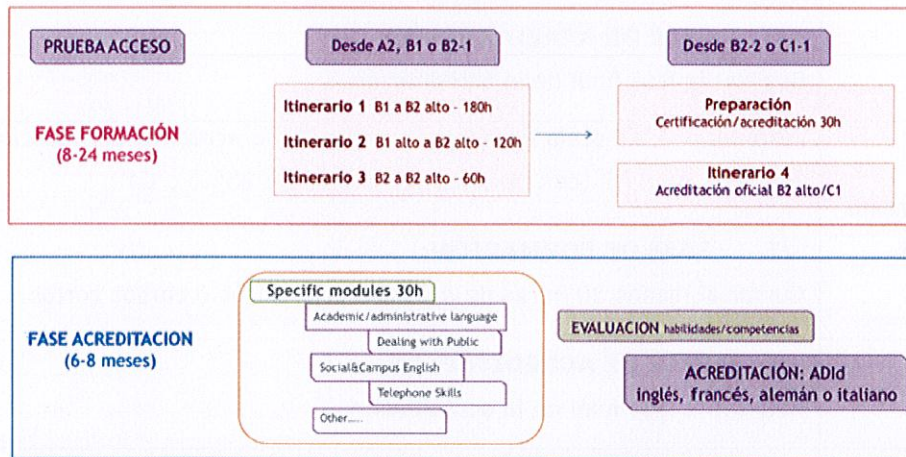 PRUEBA ACCESO
Desde A2, B1 o B2-1
Desde B2-2 o C1-1
FASE FORMACIÓN
(8-24 meses)
Itinerario 1 B1 a B2 alto - 180h
Itinerario 2 B1 alto a B2 alto - 120h
Itinerario 3 B2 a B2 alto - 60h
Preparación
Certificación/acreditación 30h
Itinerario 4
Acreditación oficial B2 alto/C1
FASE ACREDITACION
(6-8 meses)
Specific modules 30h
Academic/administrative language
Dealing with Public
Social&Campus English
Telephone Skills
Other.....
EVALUACION habilidades/competencias
ACREDITACIÓN: ADId
inglés, francés, alemán o italiano